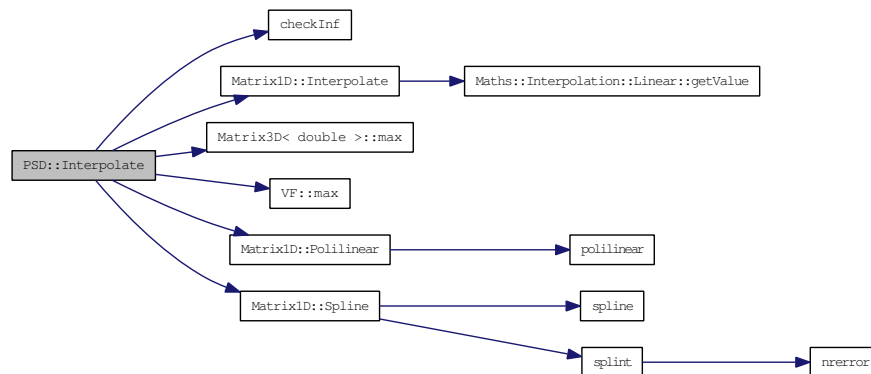 checkInf
Matrix1D::Interpolate
Maths::Interpolation::Linear::getValue
Matrix3D< double >::max
PSD::Interpolate
VF::max
Matrix1D::Polilinear
polilinear
Matrix1D::Spline
spline
splint
nrerror